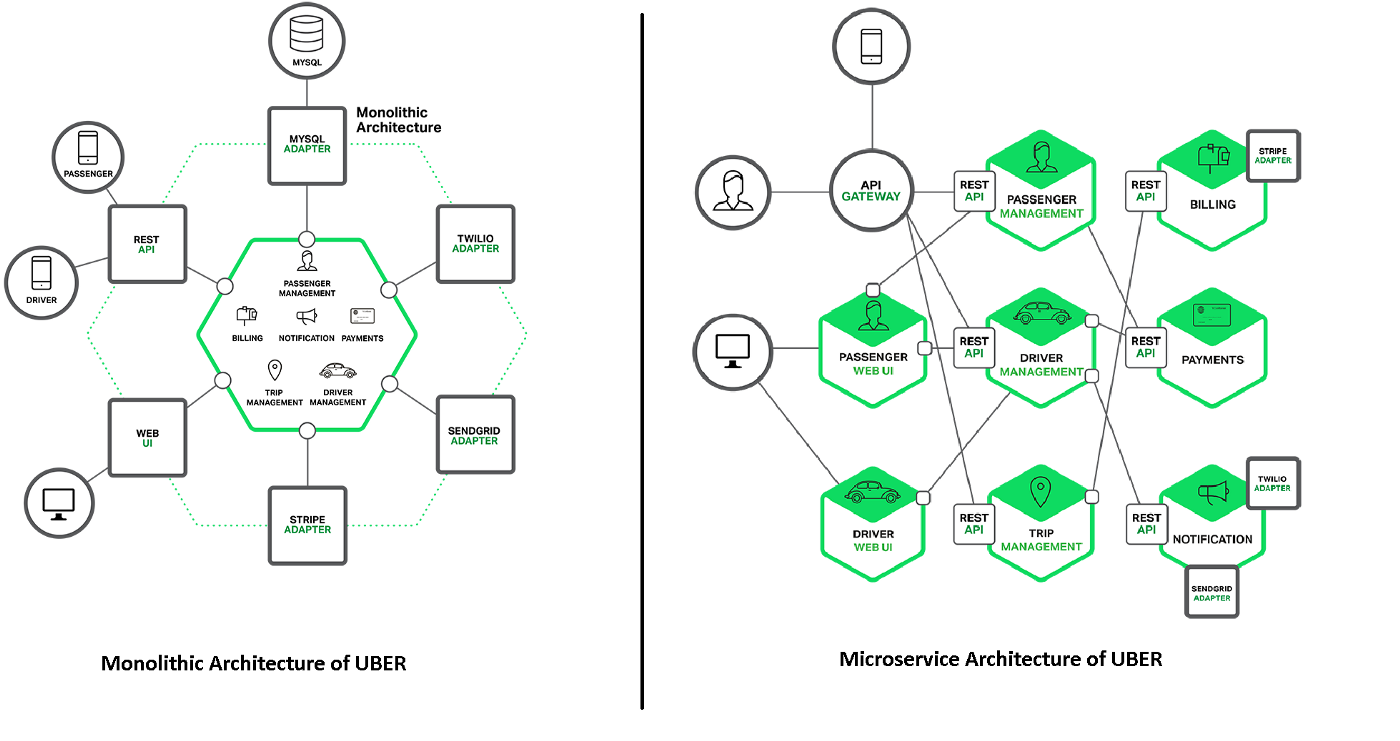 MYSQL
Monolithic
Architecture
MYSQL
ADAPTER
PASSENGER
REST
API
TWILIO
ADAPTER
DRIVER
PASSENGER
MANAGEMENT
BILLING
NOTIFICATION
PAYMENTS
TRIP
MANAGEMENT
DRIVER
MANAGEMENT
WEB
UI
SENDGRID
ADAPTER
STRIPE
ADAPTER
Monolithic Architecture of UBER
API
GATEWAY
REST
API
PASSENGER
MANAGEMENT
REST
API
BILLING
STRIPE
ADAPTER
PASSENGER
WEB UI
REST
API
DRIVER
MANAGEMENT
REST
API
PAYMENTS
DRIVER
WEB UI
REST
API
TRIP
MANAGEMENT
REST
API
NOTIFICATION
TWILIO
ADAPTER
SENDGRID
ADAPTER
Microservice Architecture of UBER